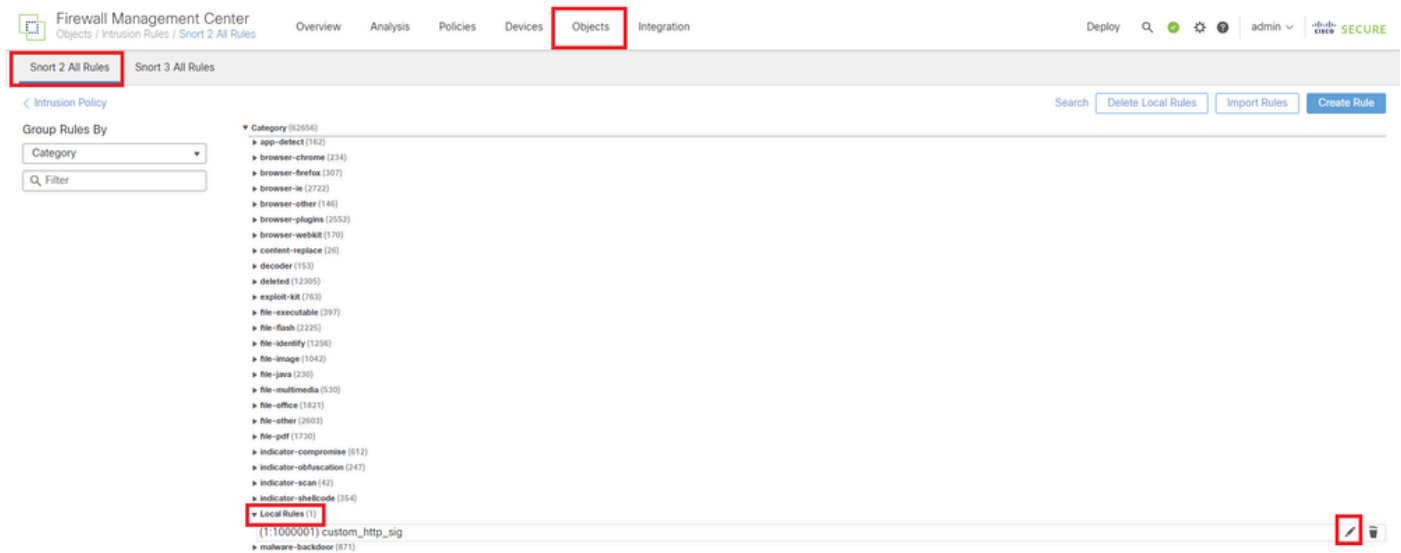 Firewall Management Center
Objects / Intrusion Rules / Snort 2 All Rules
Overview Analysis Policies Devices Objects Integration Deploy admin cisco SECURE
Snort 2 All Rules Snort 3 All Rules
< Intrusion Policy Search Delete Local Rules Import Rules Create Rule
Group Rules By
Category
Filter
Category (62656)
app-detect (162)
browser-chrome (234)
browser-firefox (307)
browser-ie (2722)
browser-other (146)
browser-plugins (2552)
browser-webkit (170)
content-replace (26)
decoder (153)
deleted (12305)
exploit-kit (763)
file-executable (397)
file-flash (2225)
file-identify (1256)
file-image (1042)
file-java (230)
file-multimedia (530)
file-office (1821)
file-other (2603)
file-pdf (1730)
indicator-compromise (612)
indicator-obfuscation (247)
indicator-scan (42)
indicator-shellcode (354)
Local Rules (1)
(1:1000001) custom_http_sig
malware-backdoor (871)